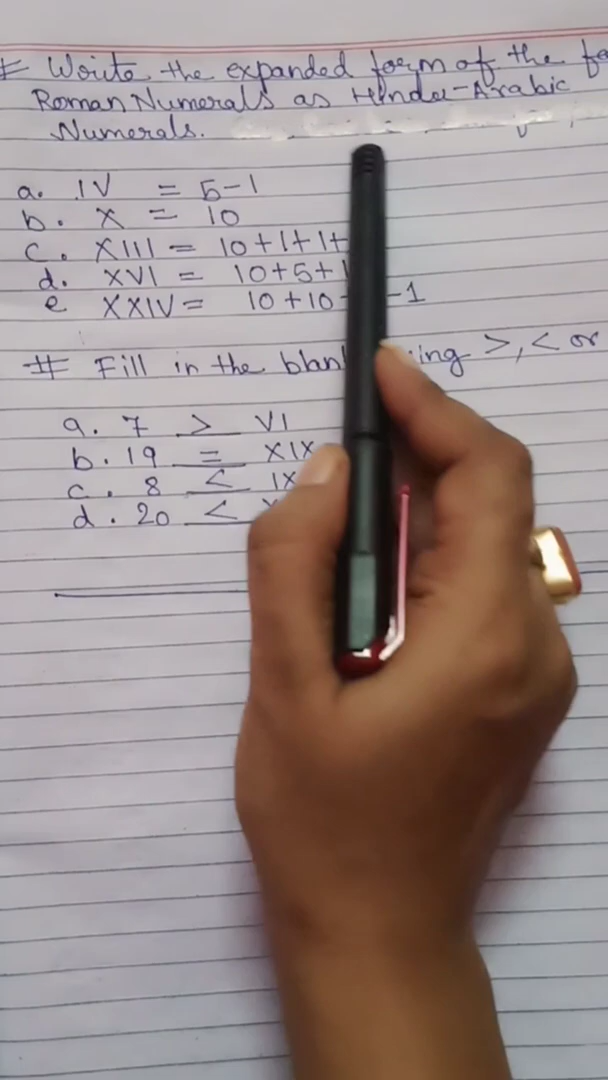 # Write the expanded form of the
Roman Numerals as Hindu-Arabic
Numerals.
a. IV = 5-1
b. X = 10
c. XIII = 10+1+1+
d. XVI = 10+5+
e XXIV = 10+10 -1
# Fill in the >, < or
a. 7 > VI
b. 19 = XIX
c. 8 < IX
d. 20 <